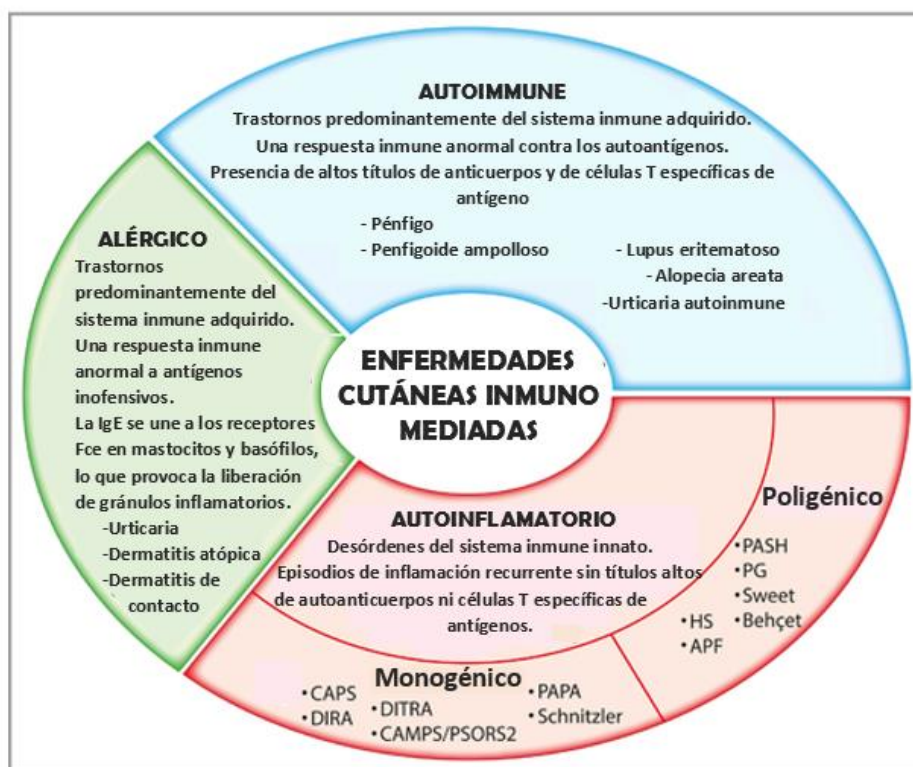 AUTOIMMUNE
Trastornos predominantemente del sistema inmune adquirido.
Una respuesta inmune anormal contra los autoantígenos.
Presencia de altos títulos de anticuerpos y de células T específicas de
antígeno
- Pénfigo
- Penfigoide ampolloso
- Lupus eritematoso
- Alopecia areata
-Urticaria autoinmune
ALÉRGICO
Trastornos
predominantemente del
sistema inmune adquirido.
Una respuesta inmune
anormal a antígenos
inofensivos.
La IgE se une a los receptores
Fce en mastocitos y basófilos,
lo que provoca la liberación
de gránulos inflamatorios.
-Urticaria
-Dermatitis atópica
-Dermatitis de
contacto
ENFERMEDADES
CUTÁNEAS INMUNO
MEDIADAS
AUTOINFLAMATORIO
Desórdenes del sistema inmune innato.
Episodios de inflamación recurrente sin títulos altos
de autoanticuerpos ni células T específicas de
antígenos.
Poligénico
•PASH
•PG
•Sweet
•Behçet
•HS
•APF
Monogénico
•CAPS
•DIRA
•DITRA
•CAMPS/PSORS2
•PAPA
•Schnitzler